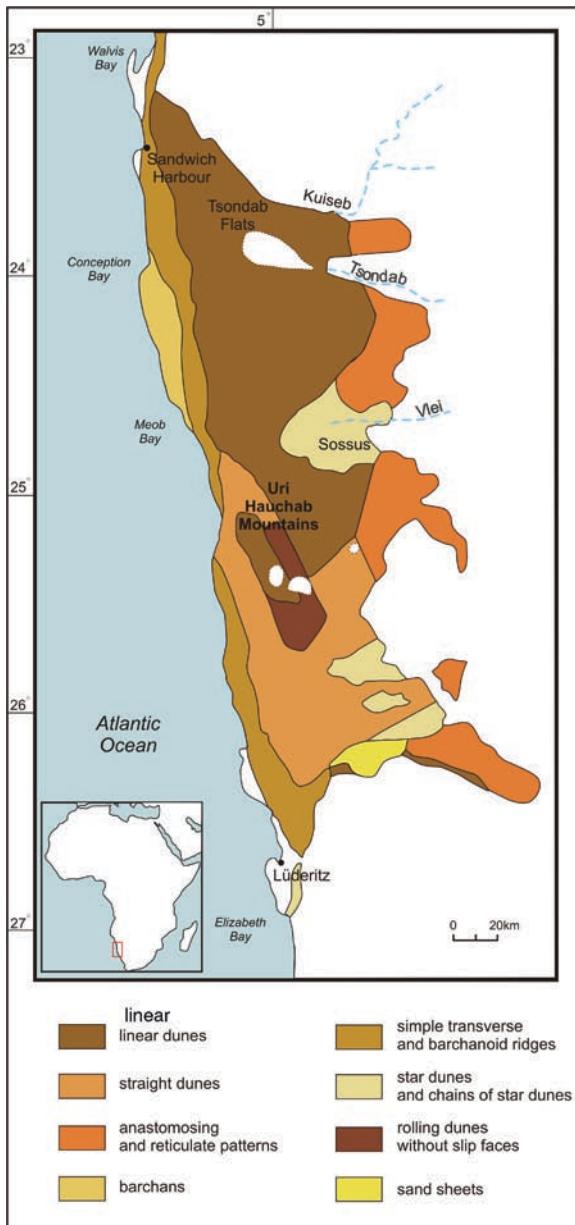 5°
23°
Walvis
Bay
Sandwich
Harbour
Kuiseb
Tsondab
Flats
Conception
Bay
24°
Tsondab
Meob
Bay
Vlei
Sossus
25°
Uri
Hauchab
Mountains
26°
Atlantic
Ocean
Lüderitz
Elizabeth
Bay
27°
0 20km
linear
linear dunes
straight dunes
anastomosing
and reticulate patterns
barchans
simple transverse
and barchanoid ridges
star dunes
and chains of star dunes
rolling dunes
without slip faces
sand sheets